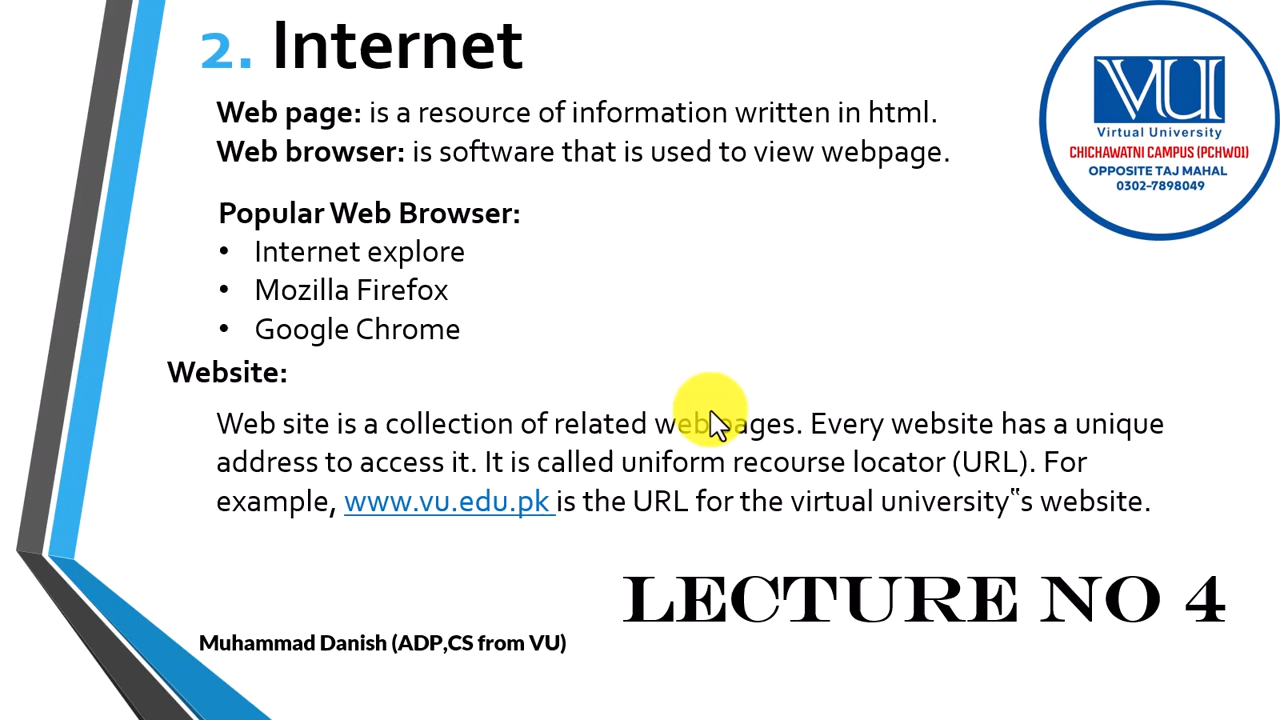 2. Internet
Web page: is a resource of information written in html.
Web browser: is software that is used to view webpage.
Popular Web Browser:
• Internet explore
• Mozilla Firefox
• Google Chrome
Website:
Web site is a collection of related web pages. Every website has a unique
address to access it. It is called uniform recourse locator (URL). For
example, www.vu.edu.pk is the URL for the virtual university‟s website.
LECTURE NO 4
Muhammad Danish (ADP,CS from VU)
VU
Virtual University
CHICHAWATNI CAMPUS (PCHW01)
OPPOSITE TAJ MAHAL
0302-7898049